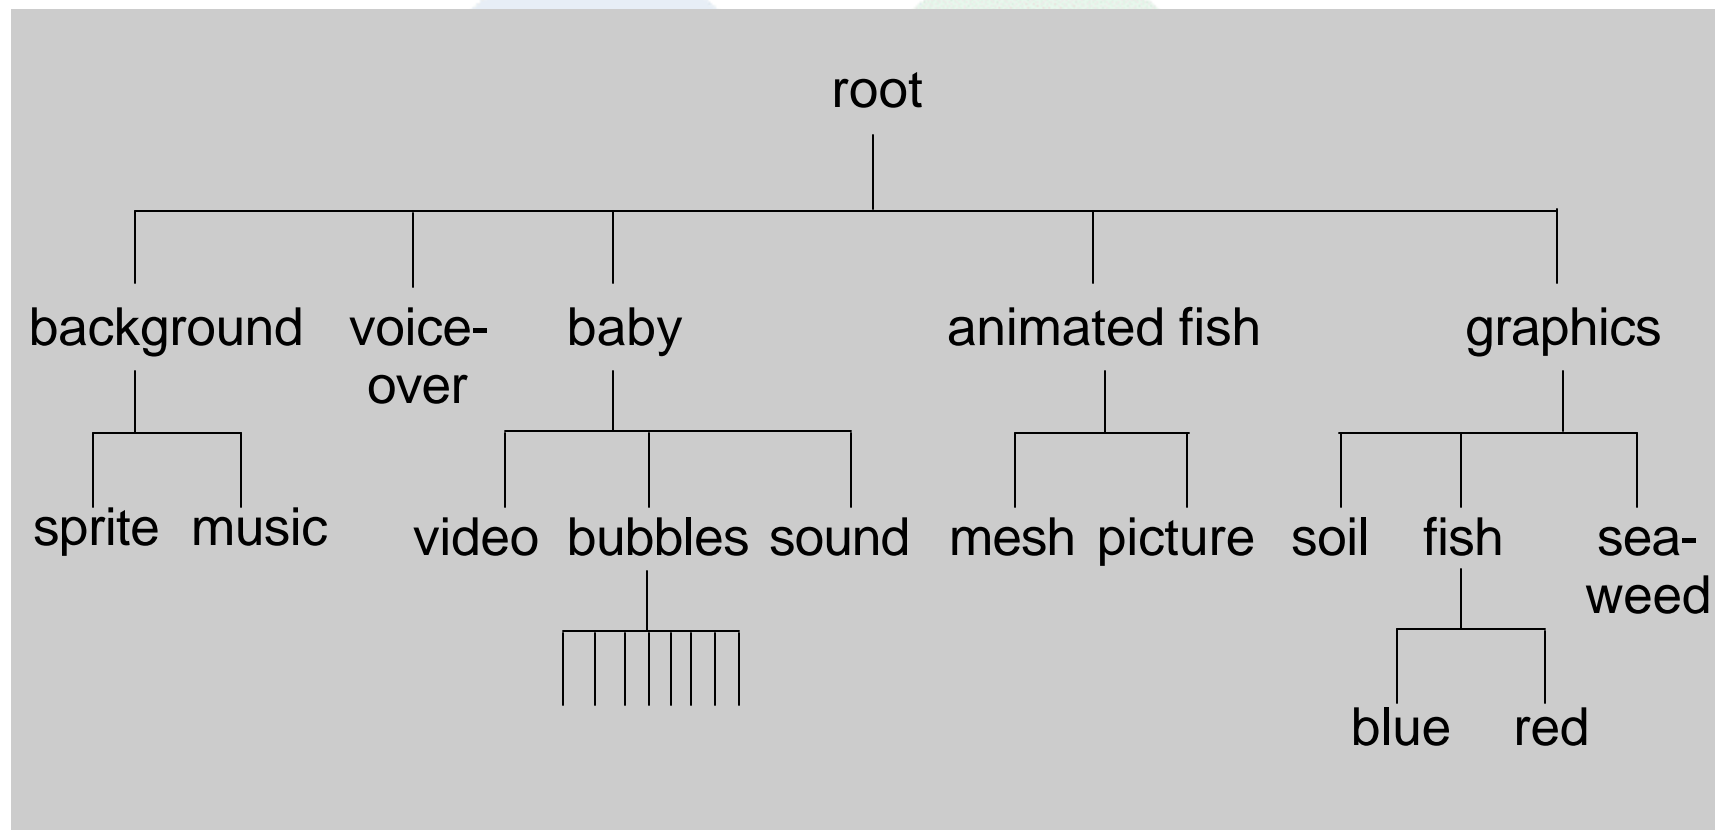 root
background voice- baby animated fish graphics
over
sprite music video bubbles sound mesh picture soil fish sea-
weed
blue red